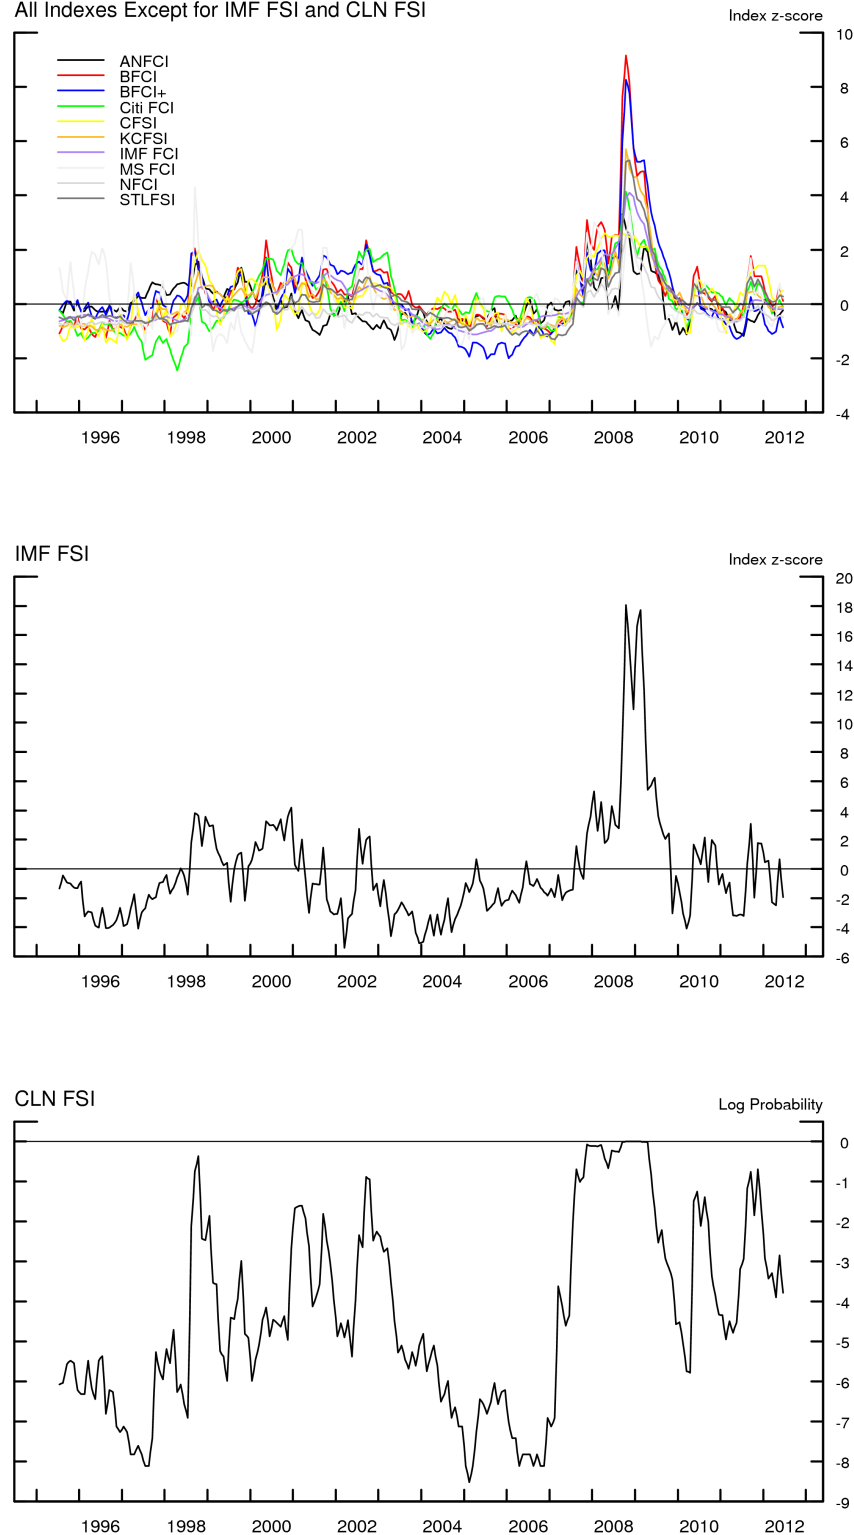 All Indexes Except for IMF FSI and CLN FSI
Index z-score
ANFCI
BFCI
BFCI+
Citi FCI
CFSI
KCFSI
IMF FCI
MS FCI
NFCI
STLFSI
10
8
6
4
2
0
-2
-4
1996 1998 2000 2002 2004 2006 2008 2010 2012
IMF FSI
Index z-score
20
18
16
14
12
10
8
6
4
2
0
-2
-4
-6
1996 1998 2000 2002 2004 2006 2008 2010 2012
CLN FSI
Log Probability
0
-1
-2
-3
-4
-5
-6
-7
-8
-9
1996 1998 2000 2002 2004 2006 2008 2010 2012